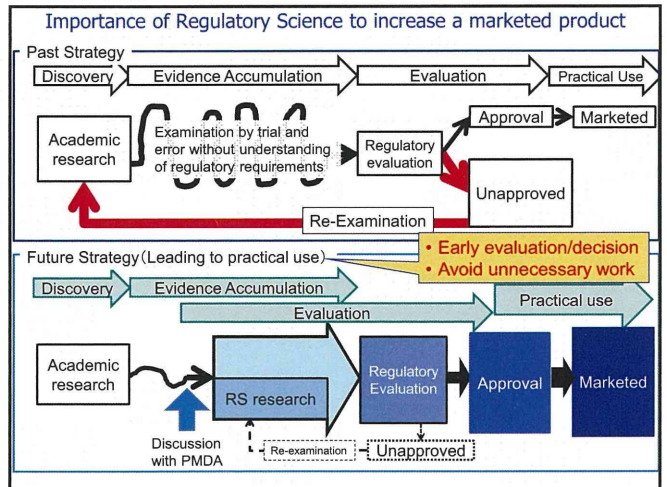 Importance of Regulatory Science to increase a marketed product
Past Strategy
Discovery
Evidence Accumulation
Evaluation
Practical Use
Academic
research
Examination by trial and
error without understanding
of regulatory requirements
Regulatory
evaluation
Approval
Marketed
Unapproved
Re-Examination
Future Strategy(Leading to practical use)
• Early evaluation/decision
• Avoid unnecessary work
Discovery
Evidence Accumulation
Evaluation
Practical use
Academic
research
RS research
Regulatory
Evaluation
Approval
Marketed
Discussion
with PMDA
Re-examination
Unapproved